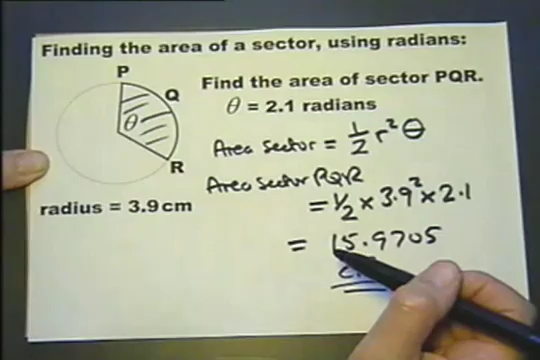 Finding the area of a sector, using radians:
P
Q
θ
R
radius = 3.9cm
Find the area of sector PQR.
θ = 2.1 radians
Area Sector = 1/2 r² θ
Area Sector PQR
= 1/2 × 3.9² × 2.1
= 15.9705